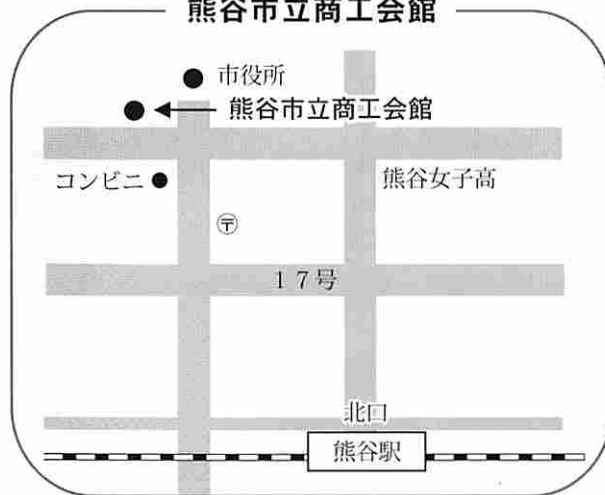 熊谷市立商工会館
市役所
熊谷市立商工会館
コンビニ
熊谷女子高
〒
17号
北口
熊谷駅